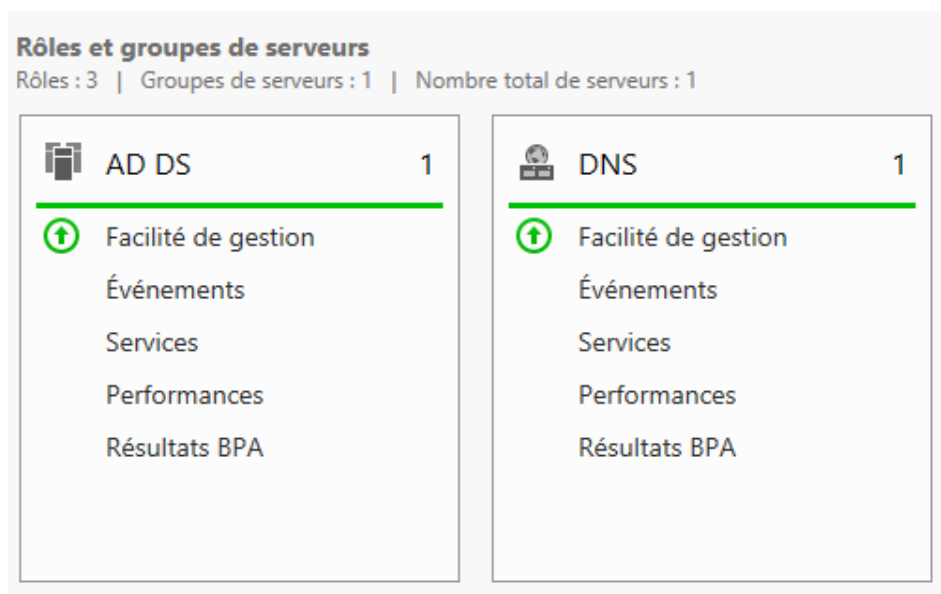 Rôles et groupes de serveurs
Rôles : 3 | Groupes de serveurs : 1 | Nombre total de serveurs : 1
AD DS 1
Facilité de gestion
Événements
Services
Performances
Résultats BPA
DNS 1
Facilité de gestion
Événements
Services
Performances
Résultats BPA